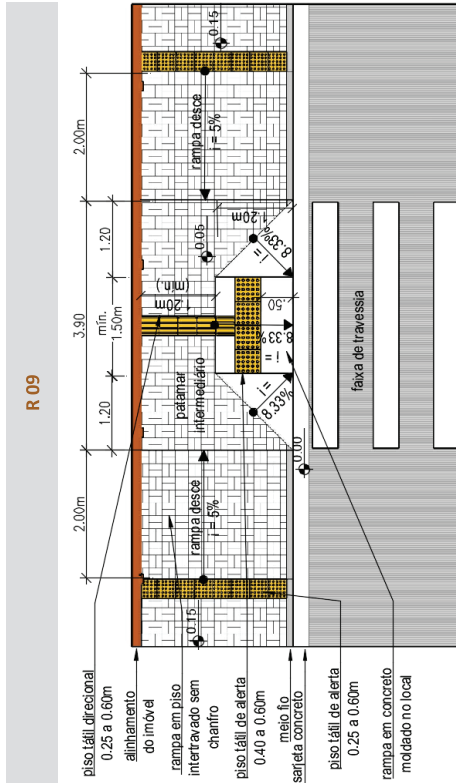 R 09
2.00m
3.90
2.00m
1.20
mín.
1.50m
1.20
0.15
rampa desce
i = 5%
0.05
1.20m
(mín.)
1.20m
i =
8.33%
.50
i =
8.33%
i =
8.33%
patamar
intermediário
0.00
rampa desce
i = 5%
0.15
faixa de travessia
piso tátil direcional
0.25 a 0.60m
alinhamento
do imóvel
rampa em piso
intertravado sem
chanfro
piso tátil de alerta
0.40 a 0.60m
meio fio
sarjeta concreto
piso tátil de alerta
0.25 a 0.60m
rampa em concreto
moldado no local